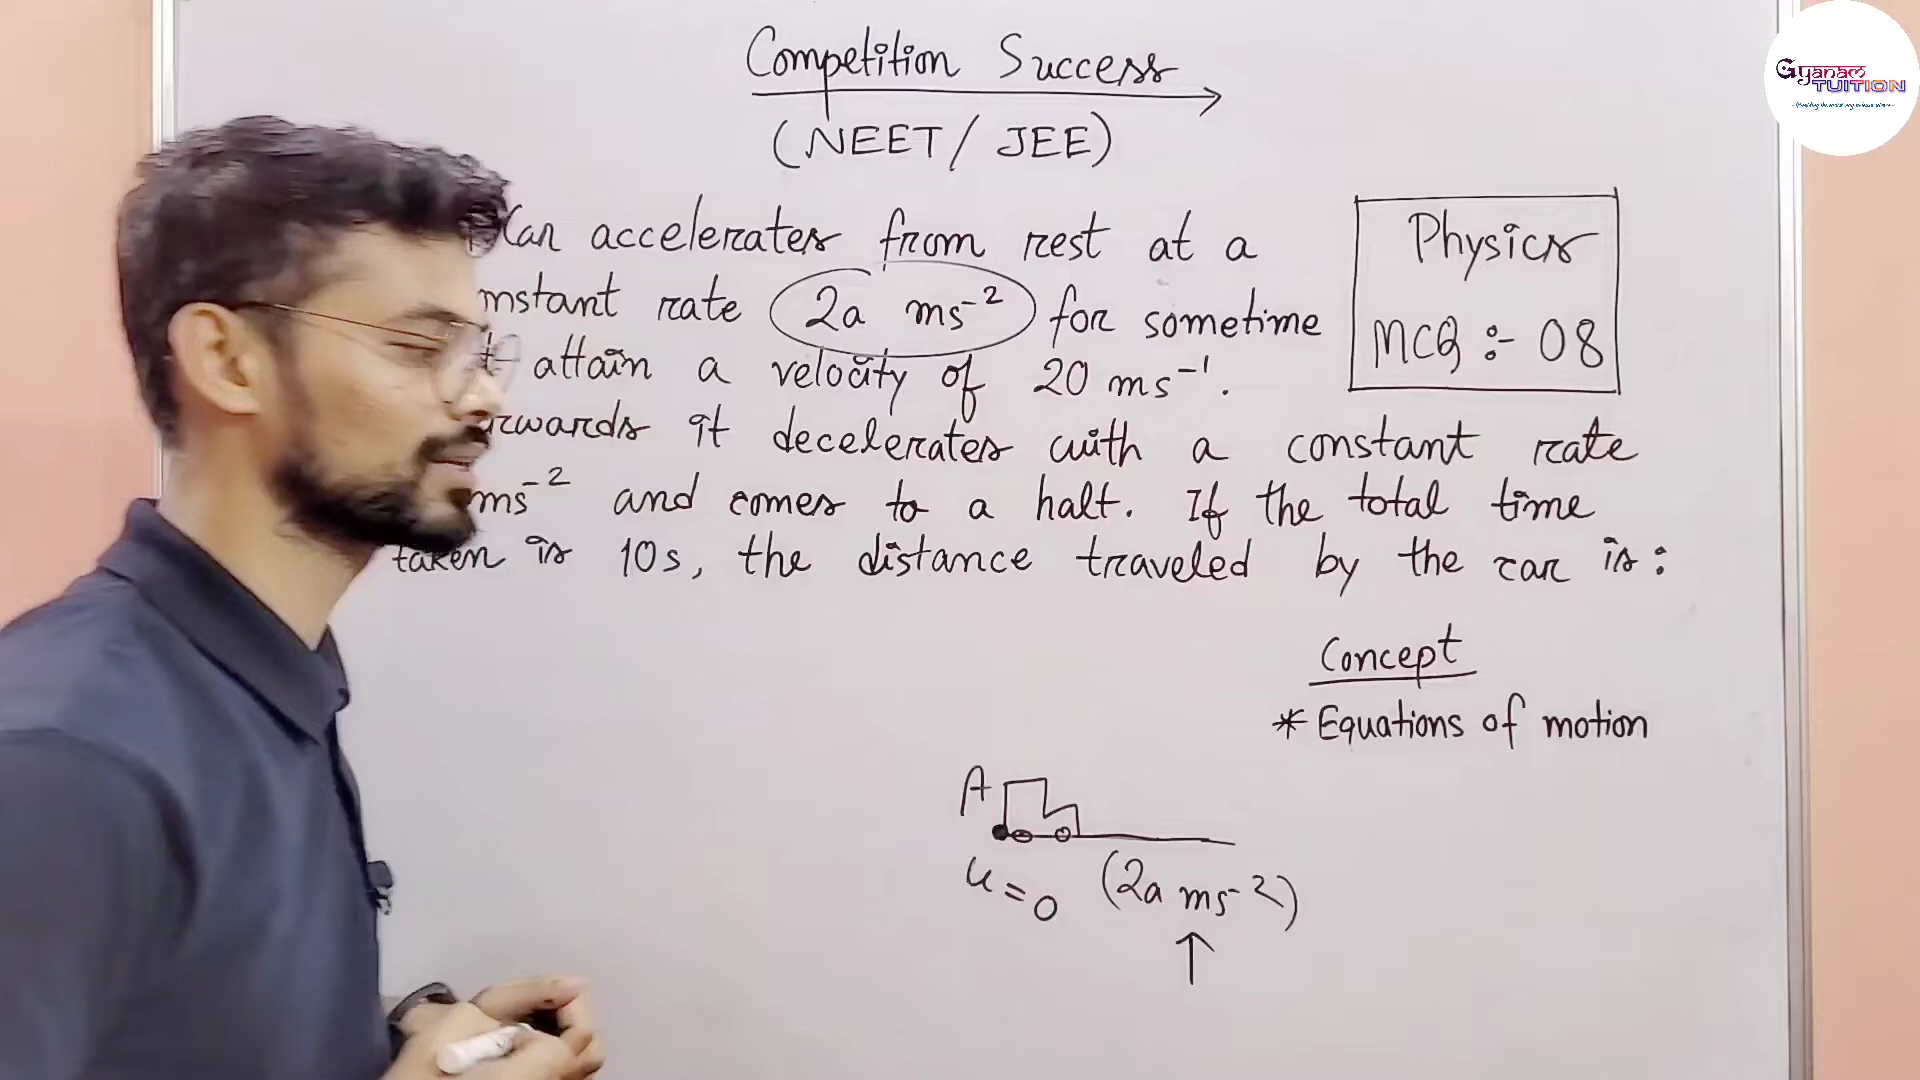 Competition Success
(NEET/ JEE)
Car accelerates from rest at a
nstant rate 2a ms⁻² for sometime
attain a velocity of 20 ms⁻¹.
rwards it decelerates with a constant rate
ms⁻² and comes to a halt. If the total time
taken is 10s, the distance traveled by the car is:
Physics
MCQ :- 08
Concept
* Equations of motion
A
u = 0 (2a ms⁻²)
Gyanam
TUITION